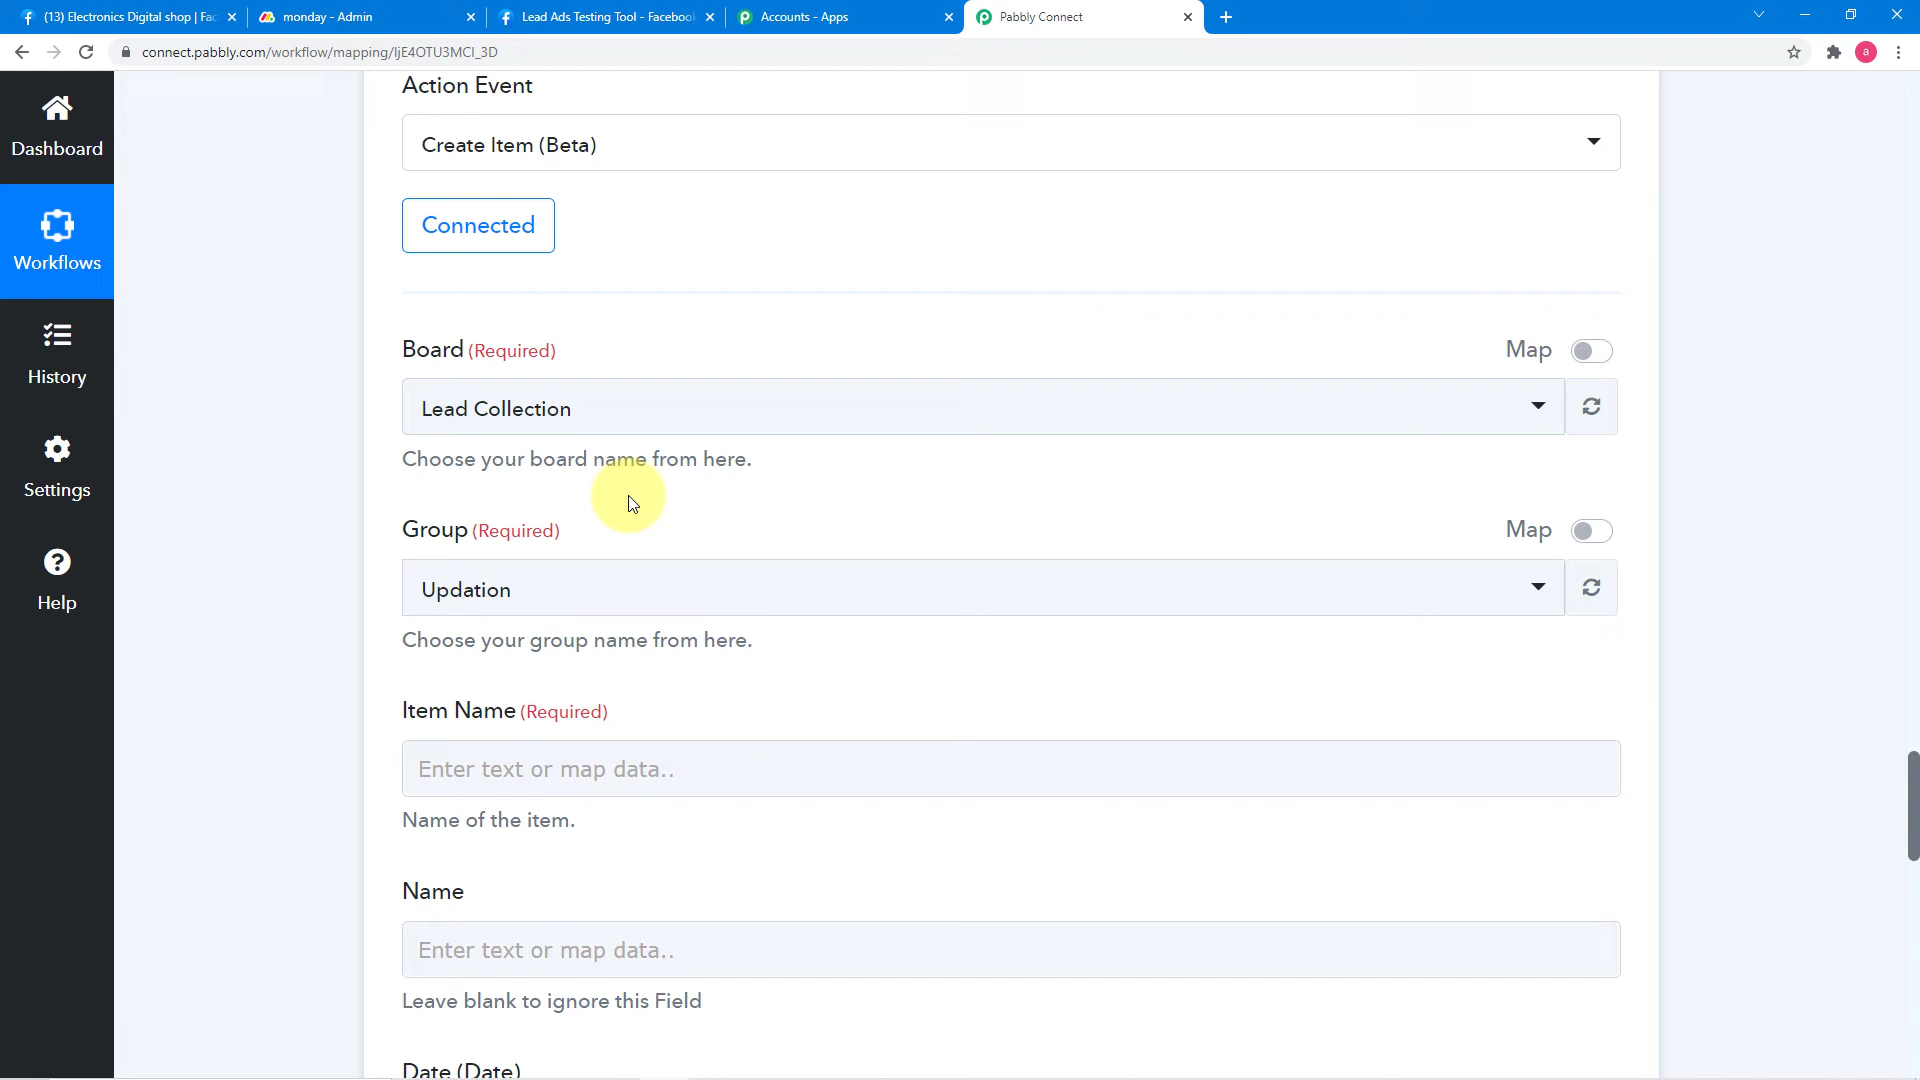 (13) Electronics Digital shop | Fac
monday - Admin
Lead Ads Testing Tool - Facebook
Accounts - Apps
Pabbly Connect
connect.pabbly.com/workflow/mapping/IjE4OTU3MCI_3D
a
Dashboard
Workflows
History
Settings
Help
Action Event
Create Item (Beta)
Connected
Board (Required)
Map
Lead Collection
Choose your board name from here.
Group (Required)
Map
Updation
Choose your group name from here.
Item Name (Required)
Enter text or map data..
Name of the item.
Name
Enter text or map data..
Leave blank to ignore this Field
Date (Date)